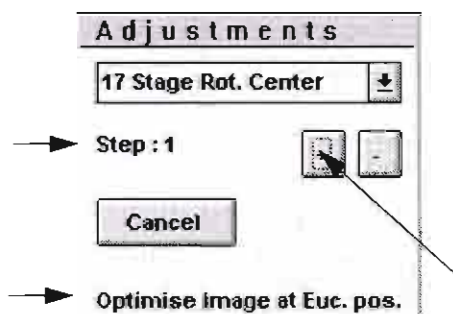 Adjustments
17 Stage Rot. Center
Step : 1
Cancel
Optimise Image at Euc. pos.